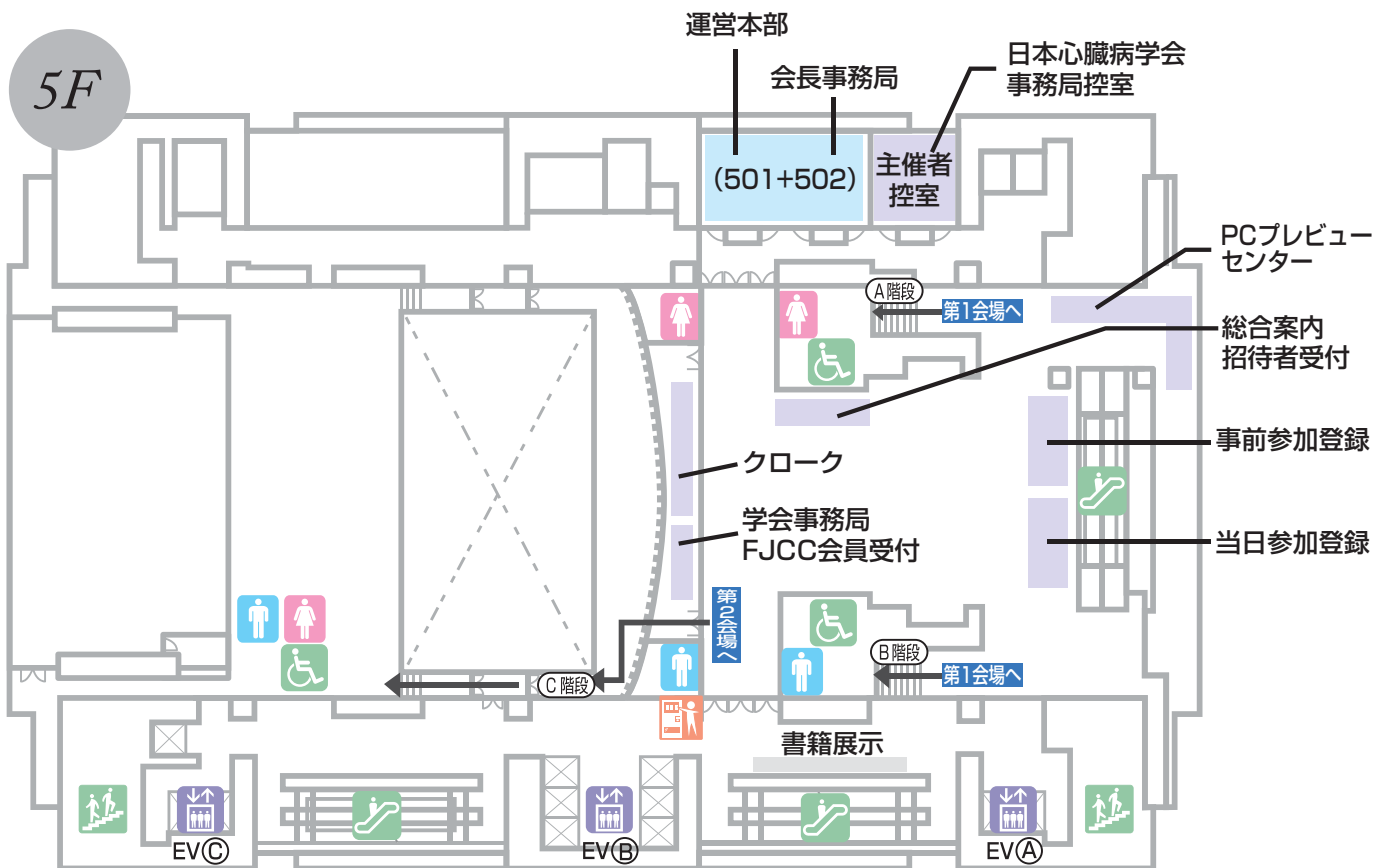 5F
運営本部
会長事務局
日本心臓病学会
事務局控室
(501+502)
主催者
控室
PCプレビュー
センター
A階段
第1会場へ
総合案内
招待者受付
事前参加登録
クローク
学会事務局
FJCC会員受付
当日参加登録
第2会場へ
B階段
第1会場へ
C階段
書籍展示
EVⒸ
EVⒷ
EVⒶ